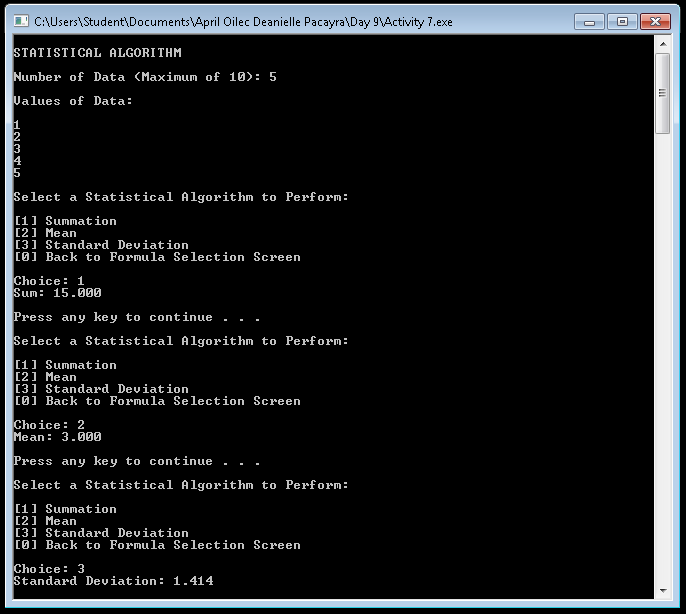 C:\Users\Student\Documents\April Oilec Deanielle Pacayra\Day 9\Activity 7.exe
STATISTICAL ALGORITHM
Number of Data (Maximum of 10): 5
Values of Data:
1
2
3
4
5
Select a Statistical Algorithm to Perform:
[1] Summation
[2] Mean
[3] Standard Deviation
[0] Back to Formula Selection Screen
Choice: 1
Sum: 15.000
Press any key to continue . . .
Select a Statistical Algorithm to Perform:
[1] Summation
[2] Mean
[3] Standard Deviation
[0] Back to Formula Selection Screen
Choice: 2
Mean: 3.000
Press any key to continue . . .
Select a Statistical Algorithm to Perform:
[1] Summation
[2] Mean
[3] Standard Deviation
[0] Back to Formula Selection Screen
Choice: 3
Standard Deviation: 1.414